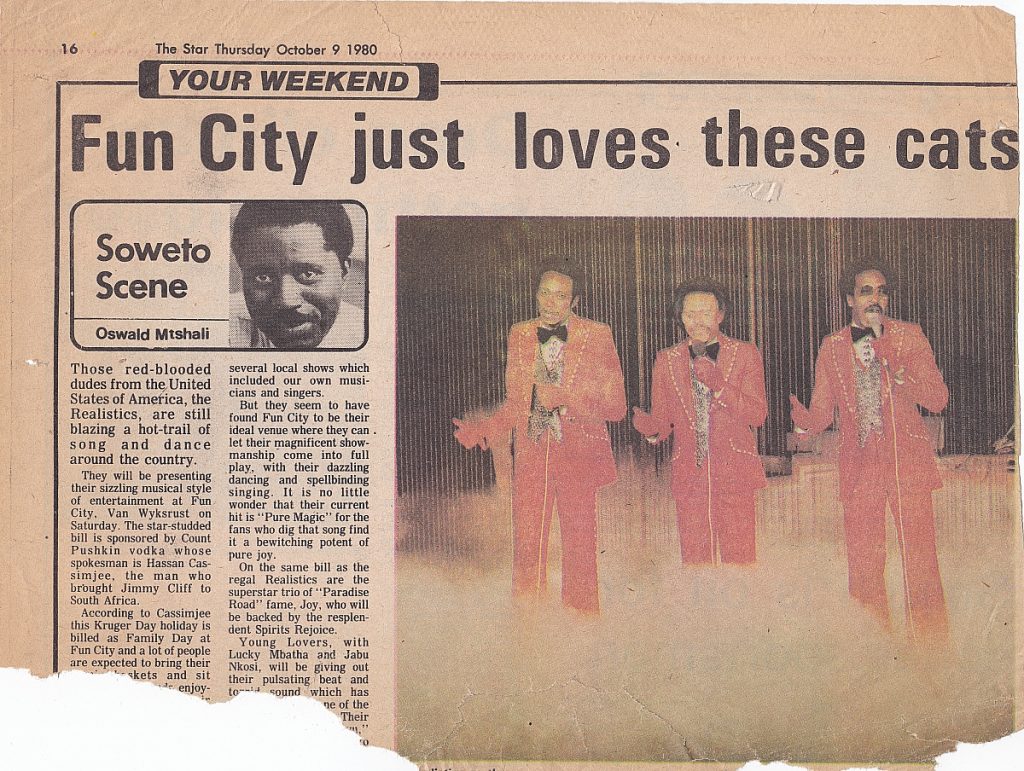 16
The Star Thursday October 9 1980
YOUR WEEKEND
Fun City just loves these cats
Soweto
Scene
Oswald Mtshali
Those red-blooded
dudes from the United
States of America, the
Realistics, are still
blazing a hot-trail of
song and dance
around the country.
They will be presenting
their sizzling musical style
of entertainment at Fun
City, Van Wyksrust on
Saturday. The star-studded
bill is sponsored by Count
Pushkin vodka whose
spokesman is Hassan Cas-
simjee, the man who
brought Jimmy Cliff to
South Africa.
According to Cassimjee
this Kruger Day holiday is
billed as Family Day at
Fun City and a lot of people
are expected to bring their
and sit
enjoy-
several local shows which
included our own musi-
cians and singers.
But they seem to have
found Fun City to be their
ideal venue where they can
let their magnificent show-
manship come into full
play, with their dazzling
dancing and spellbinding
singing. It is no little
wonder that their current
hit is "Pure Magic" for the
fans who dig that song find
it a bewitching potent of
pure joy.
On the same bill as the
regal Realistics are the
superstar trio of "Paradise
Road" fame, Joy, who will
be backed by the resplen-
dent Spirits Rejoice.
Young Lovers, with
Lucky Mbatha and Jabu
Nkosi, will be giving out
their pulsating beat and
sound which has
of the
Their